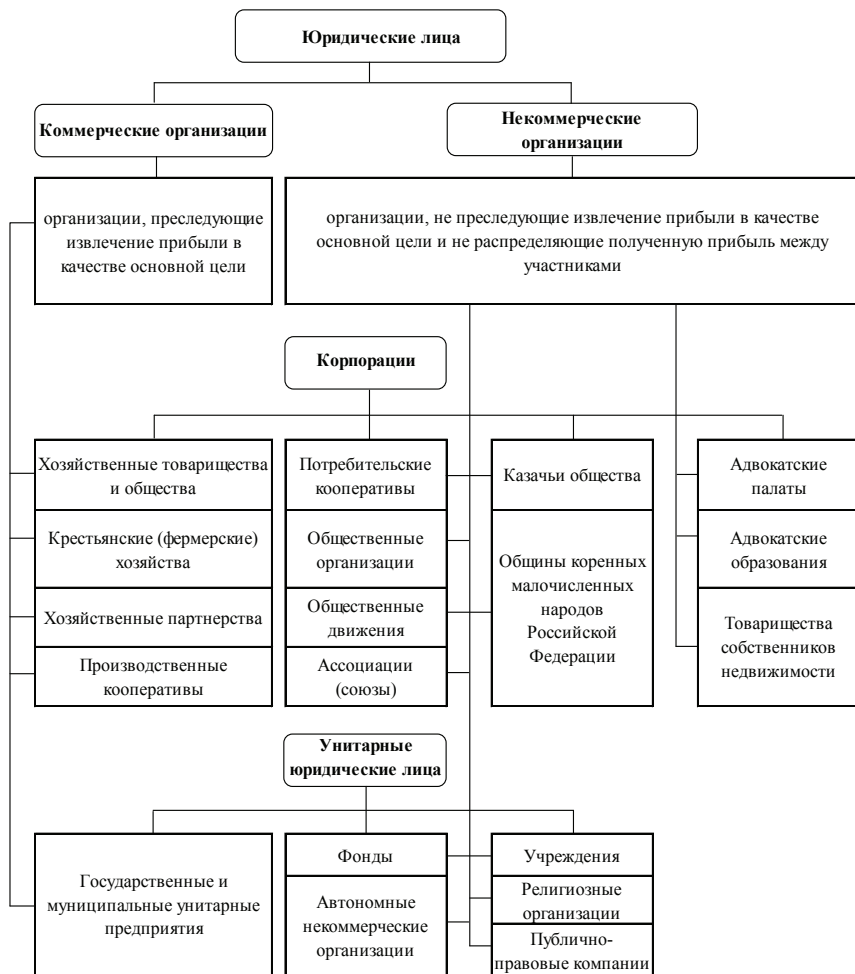 Юридические лица
Коммерческие организации
Некоммерческие
организации
организации, преследующие
извлечение прибыли в
качестве основной цели
организации, не преследующие извлечение прибыли в качестве
основной цели и не распределяющие полученную прибыль между
участниками
Корпорации
Хозяйственные товарищества
и общества
Крестьянские (фермерские)
хозяйства
Хозяйственные партнерства
Производственные
кооперативы
Потребительские
кооперативы
Общественные
организации
Общественные
движения
Ассоциации
(союзы)
Казачьи общества
Общины коренных
малочисленных
народов
Российской
Федерации
Адвокатские
палаты
Адвокатские
образования
Товарищества
собственников
недвижимости
Унитарные
юридические лица
Государственные и
муниципальные унитарные
предприятия
Фонды
Автономные
некоммерческие
организации
Учреждения
Религиозные
организации
Публично-
правовые компании